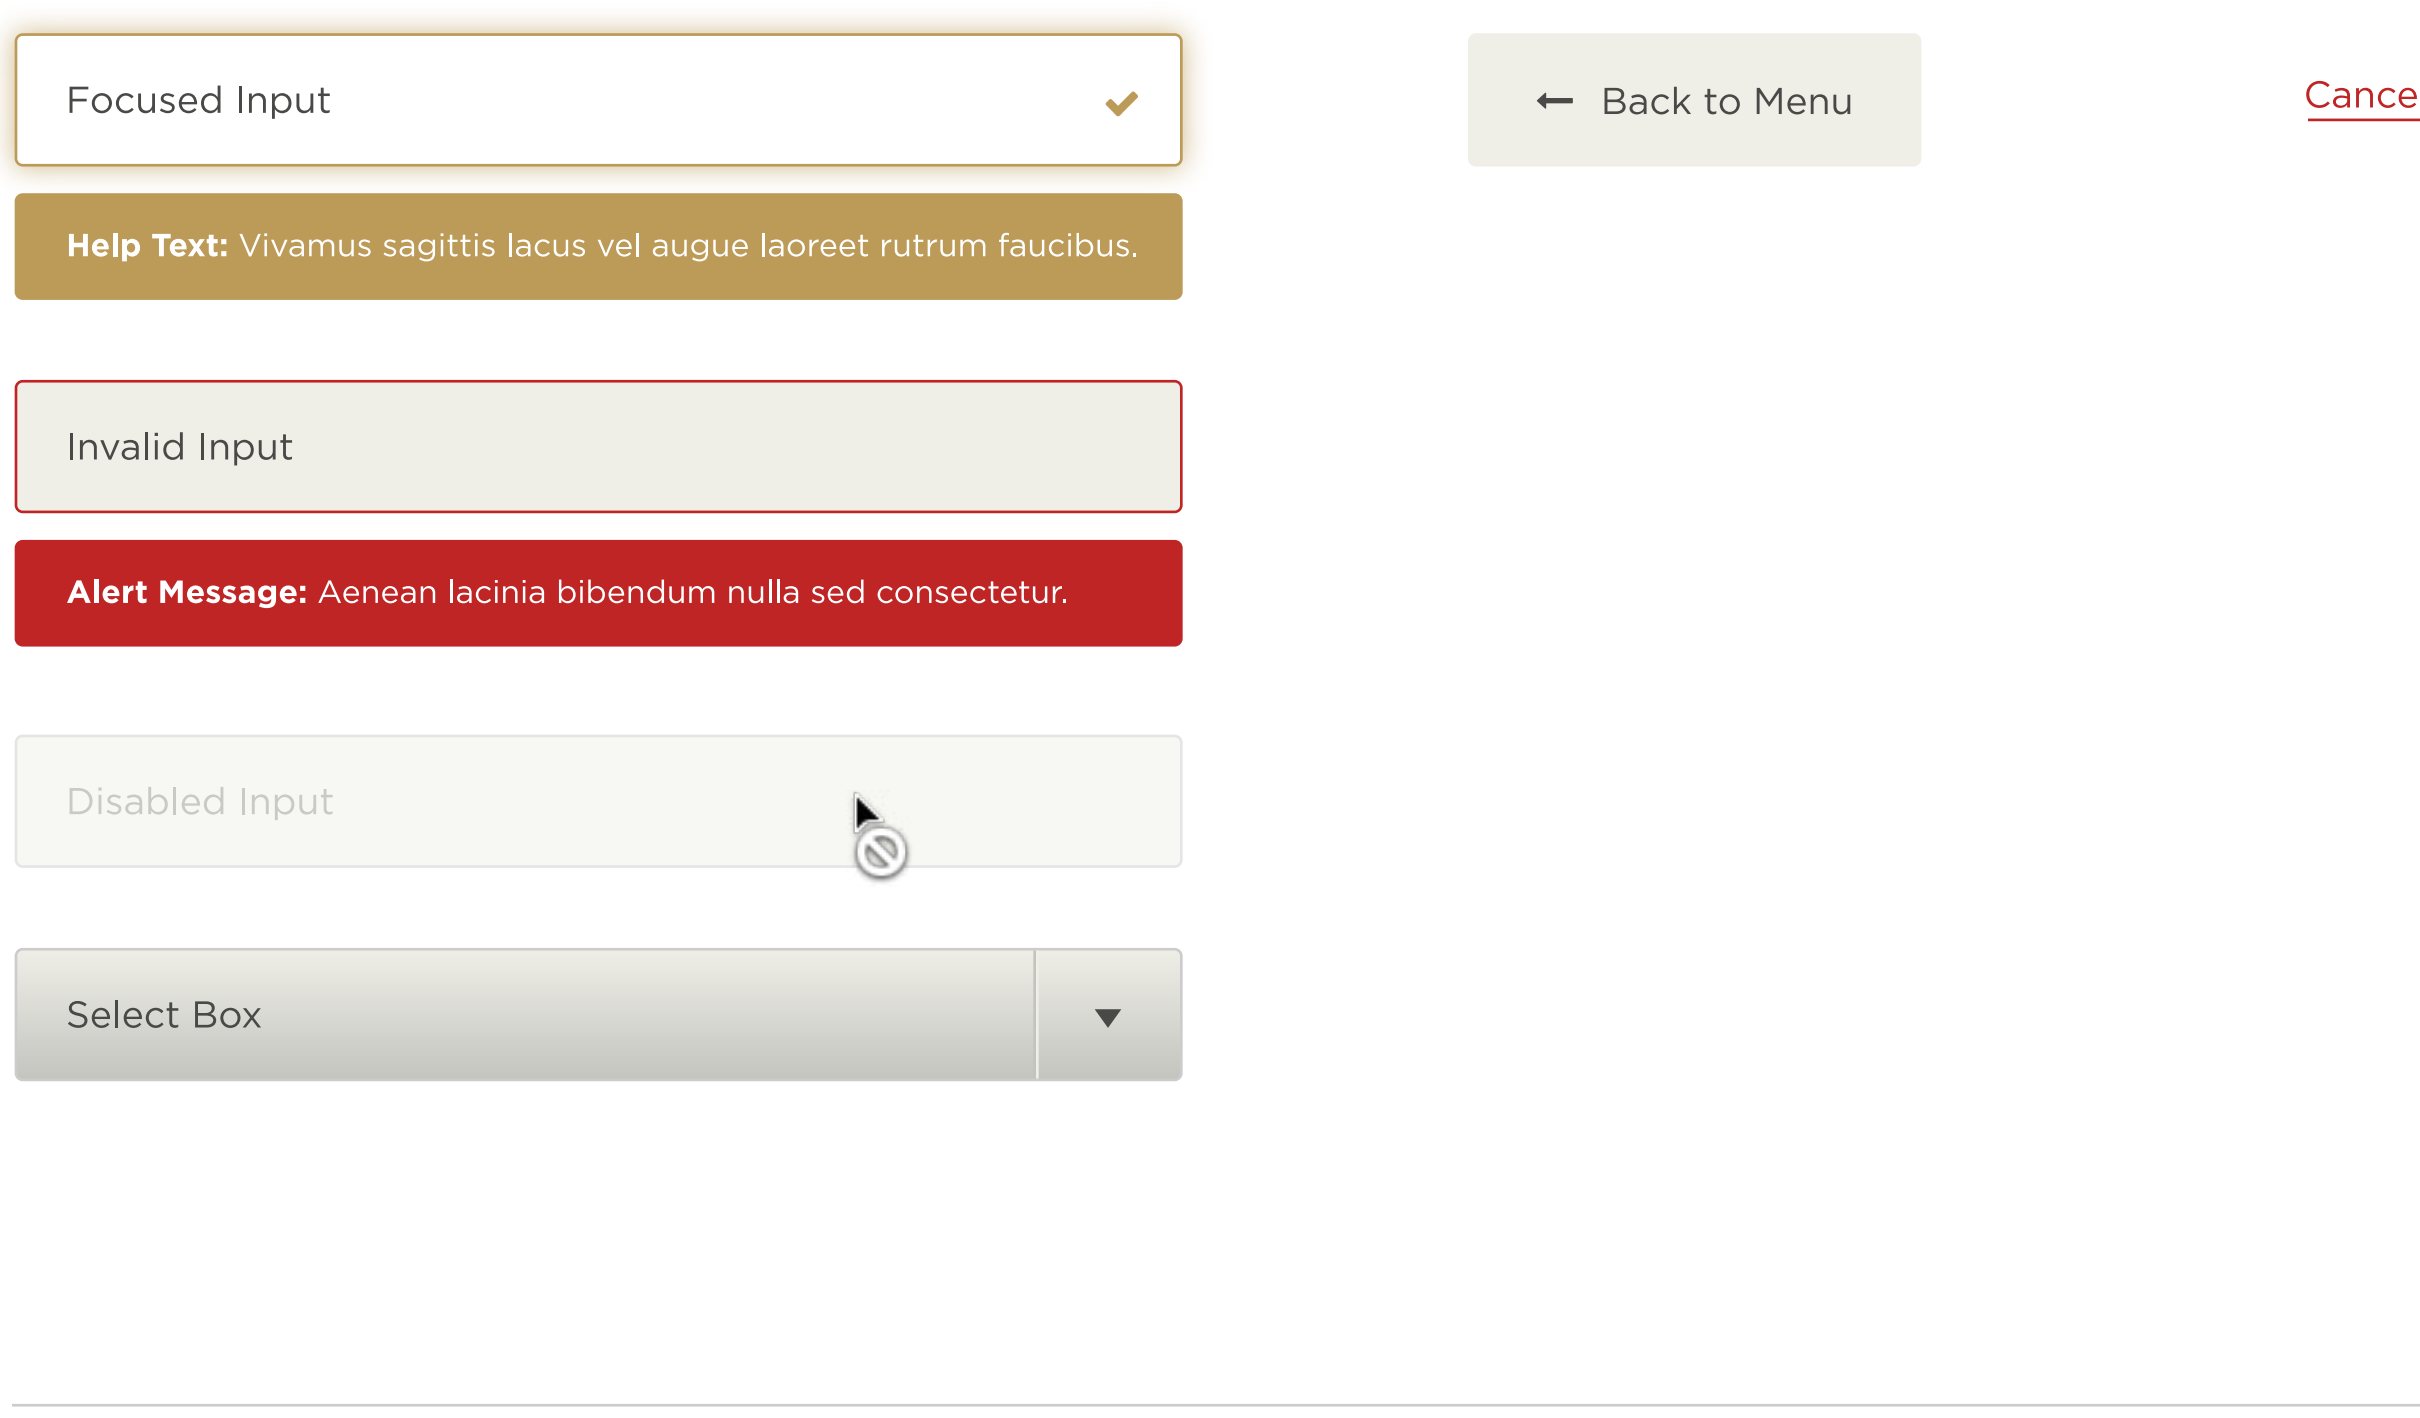 Focused Input
Back to Menu
Cance
Help Text: Vivamus sagittis lacus vel augue laoreet rutrum faucibus.
Invalid Input
Alert Message: Aenean lacinia bibendum nulla sed consectetur.
Disabled Input
Select Box